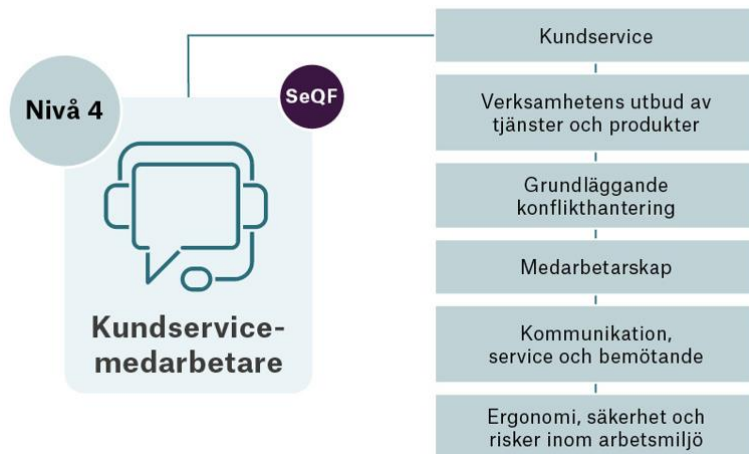 Nivå 4
SeQF
Kundservice-
medarbetare
Kundservice
Verksamhetens utbud av
tjänster och produkter
Grundläggande
konflikthantering
Medarbetarskap
Kommunikation,
service och bemötande
Ergonomi, säkerhet och
risker inom arbetsmiljö